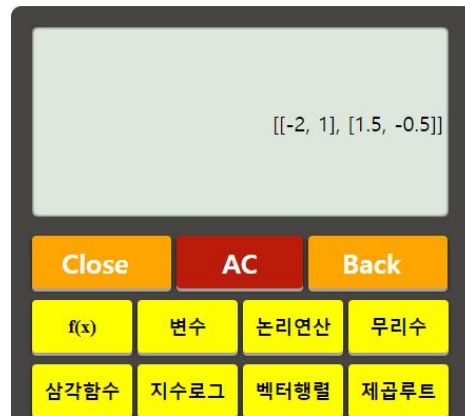 [[-2, 1], [1.5, -0.5]]
Close AC Back
f(x) 변수 논리연산 무리수
삼각함수 지수로그 벡터행렬 제곱루트